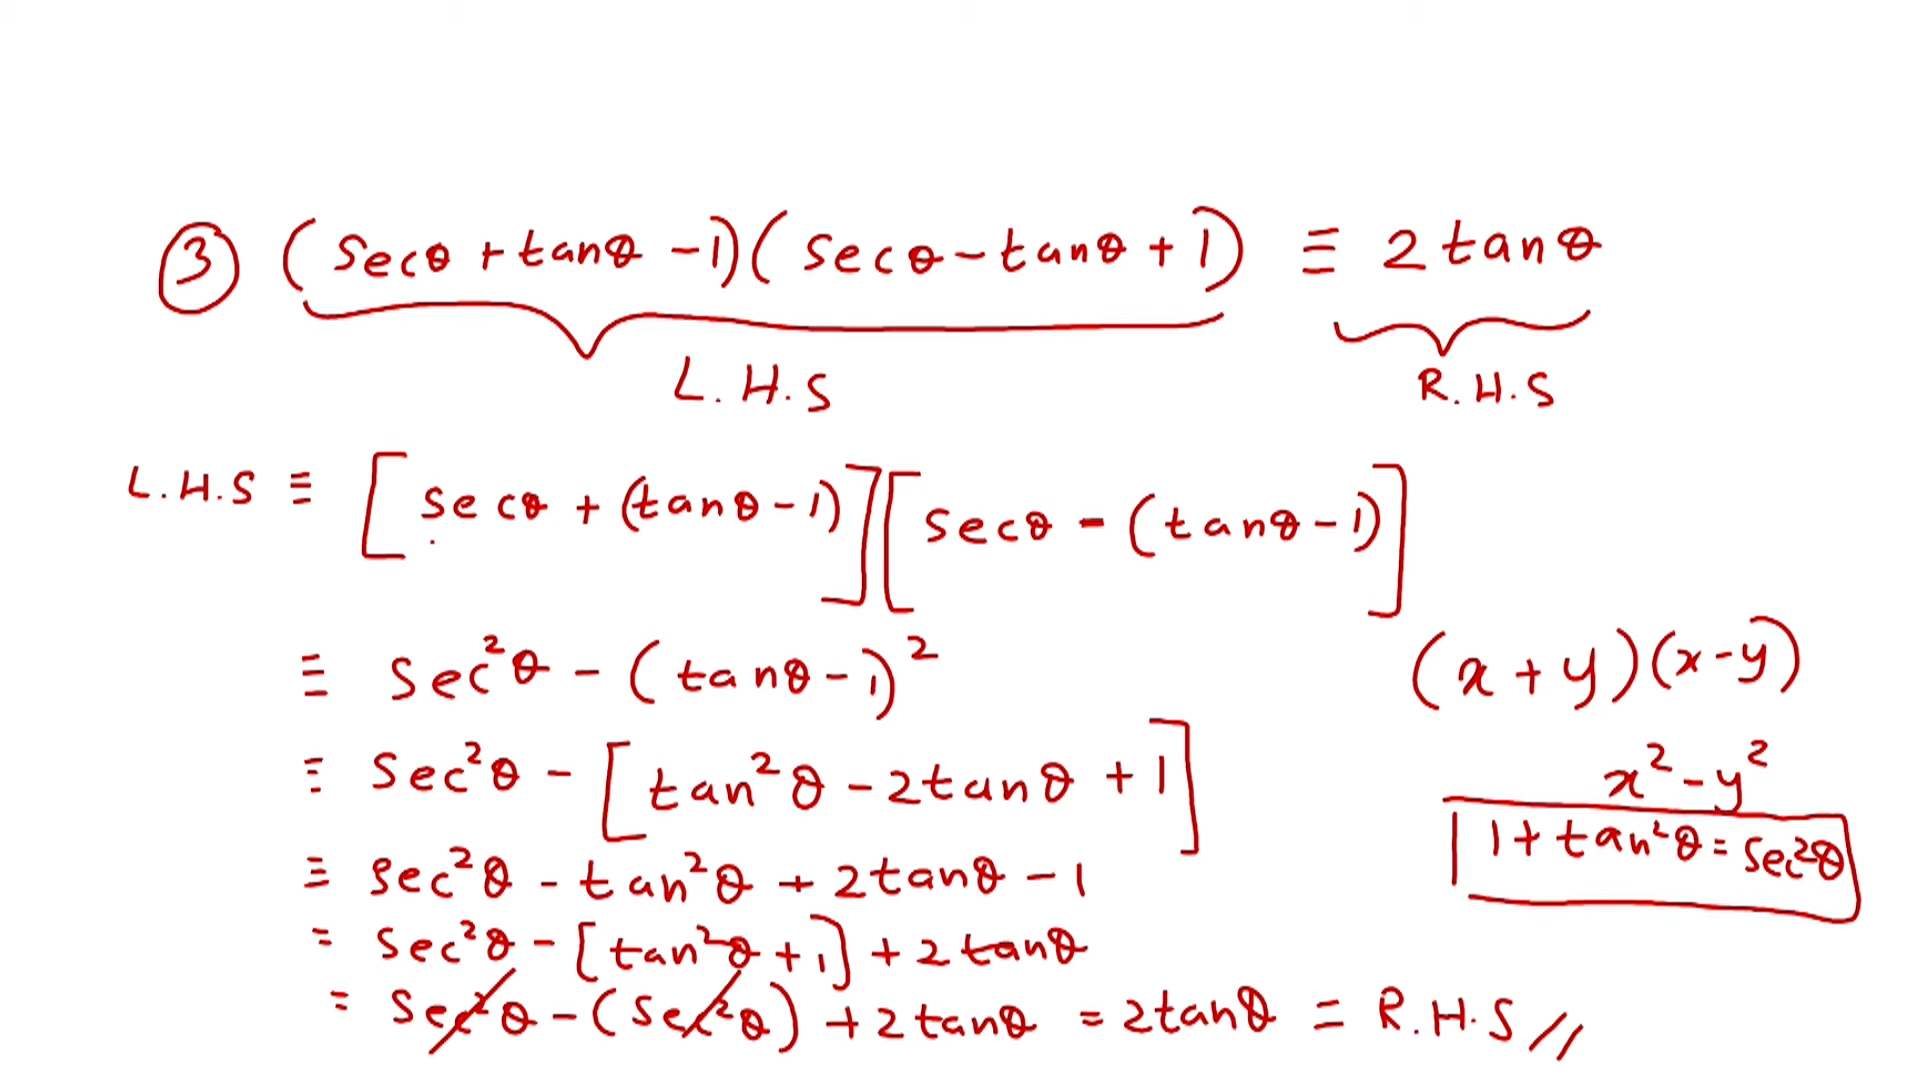 ③ (secθ + tanθ - 1)(secθ - tanθ + 1) ≡ 2tanθ
L.H.S R.H.S
L.H.S ≡ [secθ + (tanθ - 1)][secθ - (tanθ - 1)]
≡ sec²θ - (tanθ - 1)²
(x + y)(x - y)
≡ sec²θ - [tan²θ - 2tanθ + 1]
x² - y²
1 + tan²θ = sec²θ
≡ sec²θ - tan²θ + 2tanθ - 1
= sec²θ - [tan²θ + 1] + 2tanθ
= sec²θ - (sec²θ) + 2tanθ = 2tanθ = R.H.S //